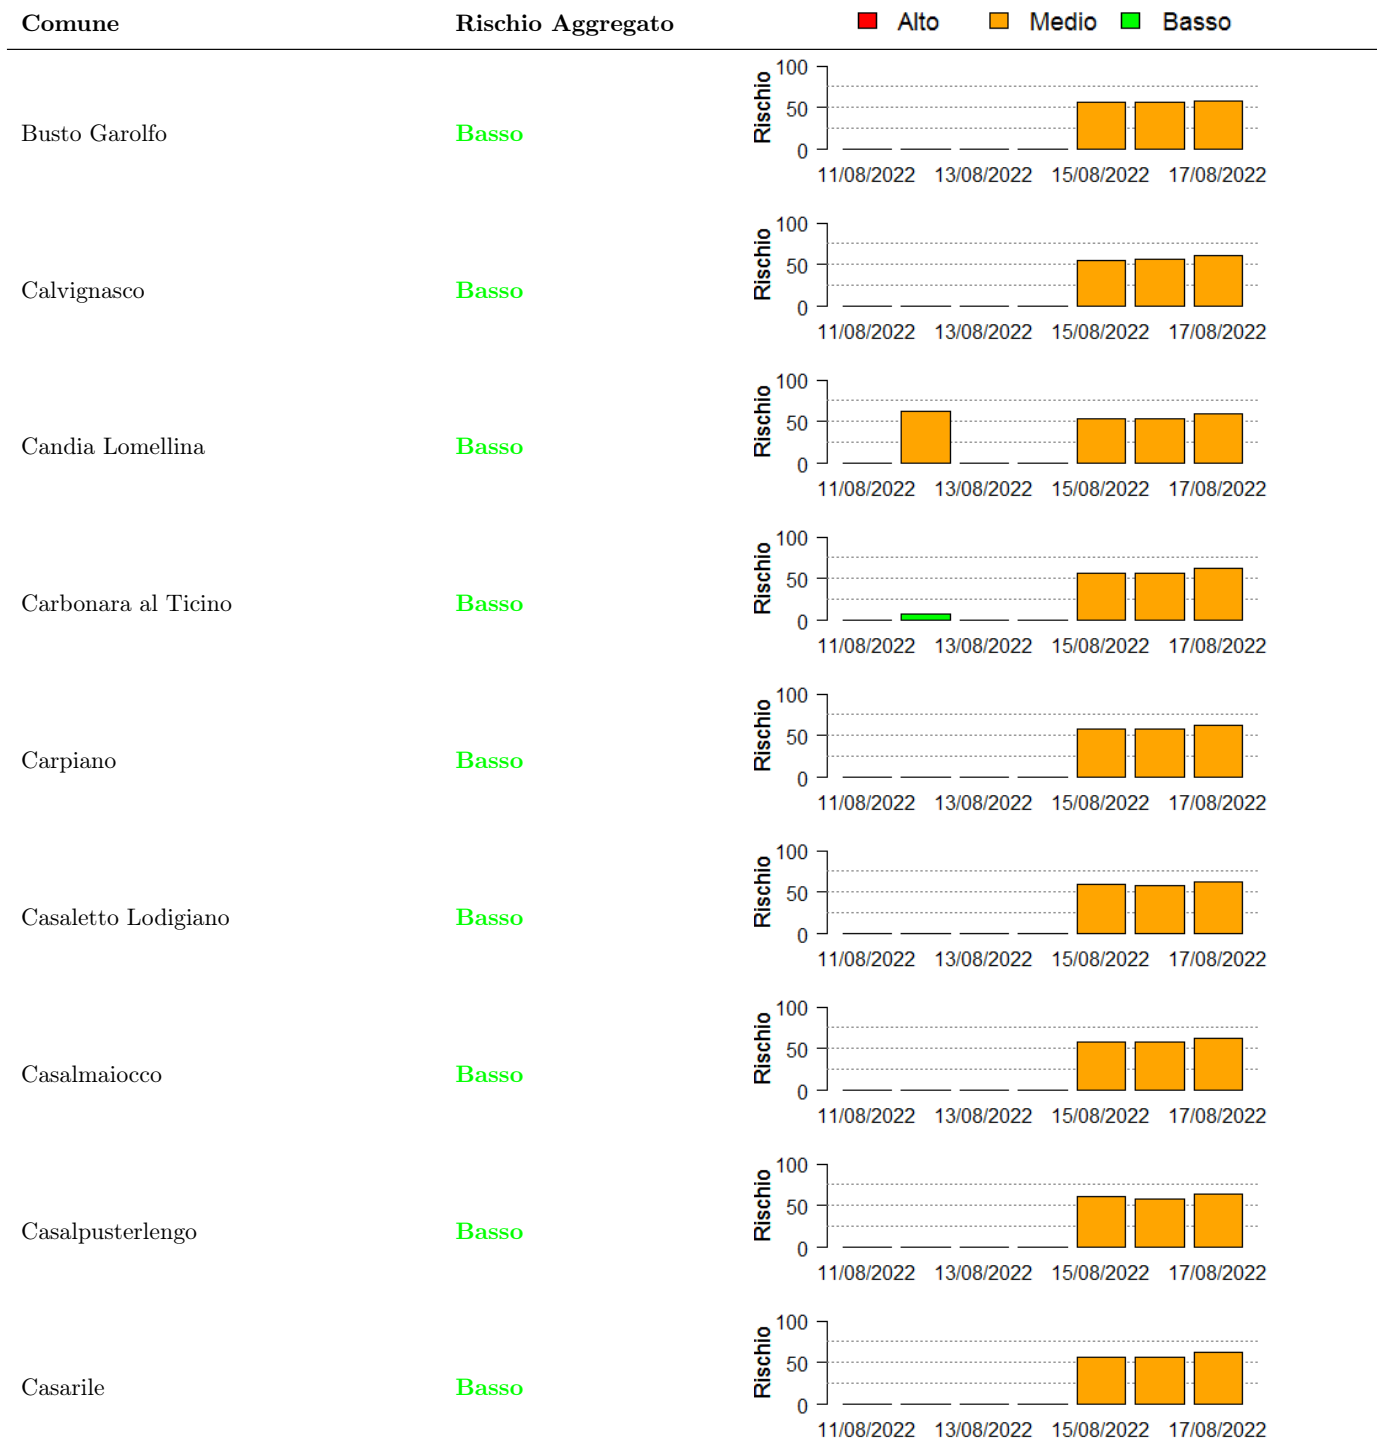 Comune Rischio Aggregato Alto Medio Basso
100
50
0
Rischio
Busto Garolfo Basso
11/08/2022 13/08/2022 15/08/2022 17/08/2022
100
50
0
Rischio
Calvignasco Basso
11/08/2022 13/08/2022 15/08/2022 17/08/2022
100
50
0
Rischio
Candia Lomellina Basso
11/08/2022 13/08/2022 15/08/2022 17/08/2022
100
50
0
Rischio
Carbonara al Ticino Basso
11/08/2022 13/08/2022 15/08/2022 17/08/2022
100
50
0
Rischio
Carpiano Basso
11/08/2022 13/08/2022 15/08/2022 17/08/2022
100
50
0
Rischio
Casaletto Lodigiano Basso
11/08/2022 13/08/2022 15/08/2022 17/08/2022
100
50
0
Rischio
Casalmaiocco Basso
11/08/2022 13/08/2022 15/08/2022 17/08/2022
100
50
0
Rischio
Casalpusterlengo Basso
11/08/2022 13/08/2022 15/08/2022 17/08/2022
100
50
0
Rischio
Casarile Basso
11/08/2022 13/08/2022 15/08/2022 17/08/2022